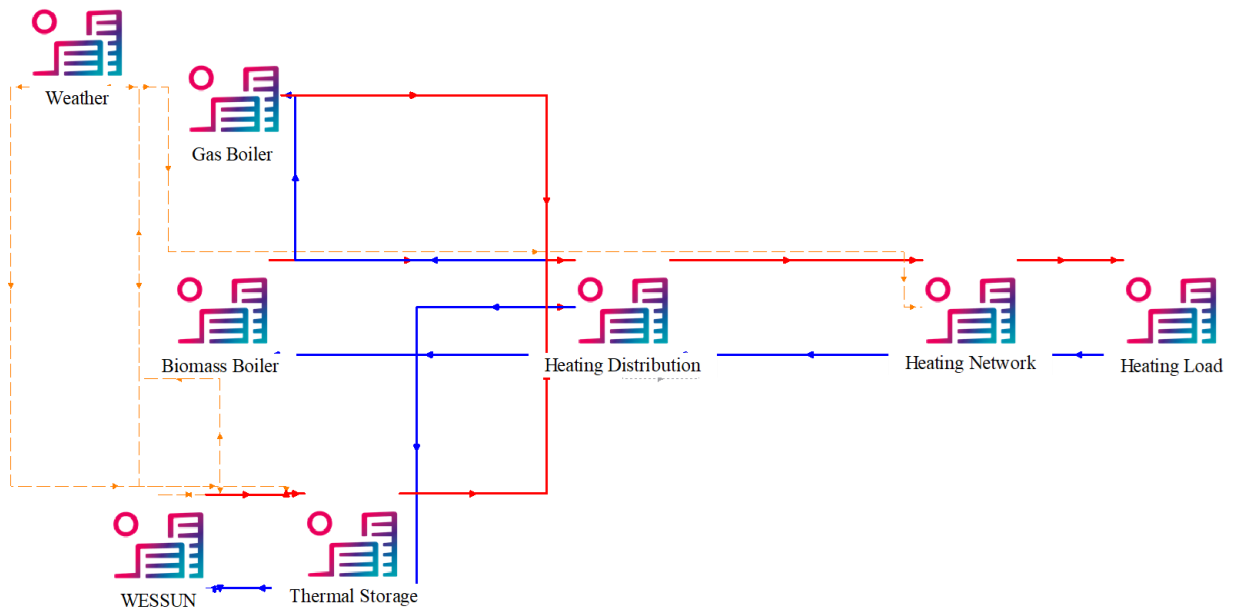 Weather
Gas Boiler
Biomass Boiler
Heating Distribution
Heating Network
Heating Load
WESSUN
Thermal Storage